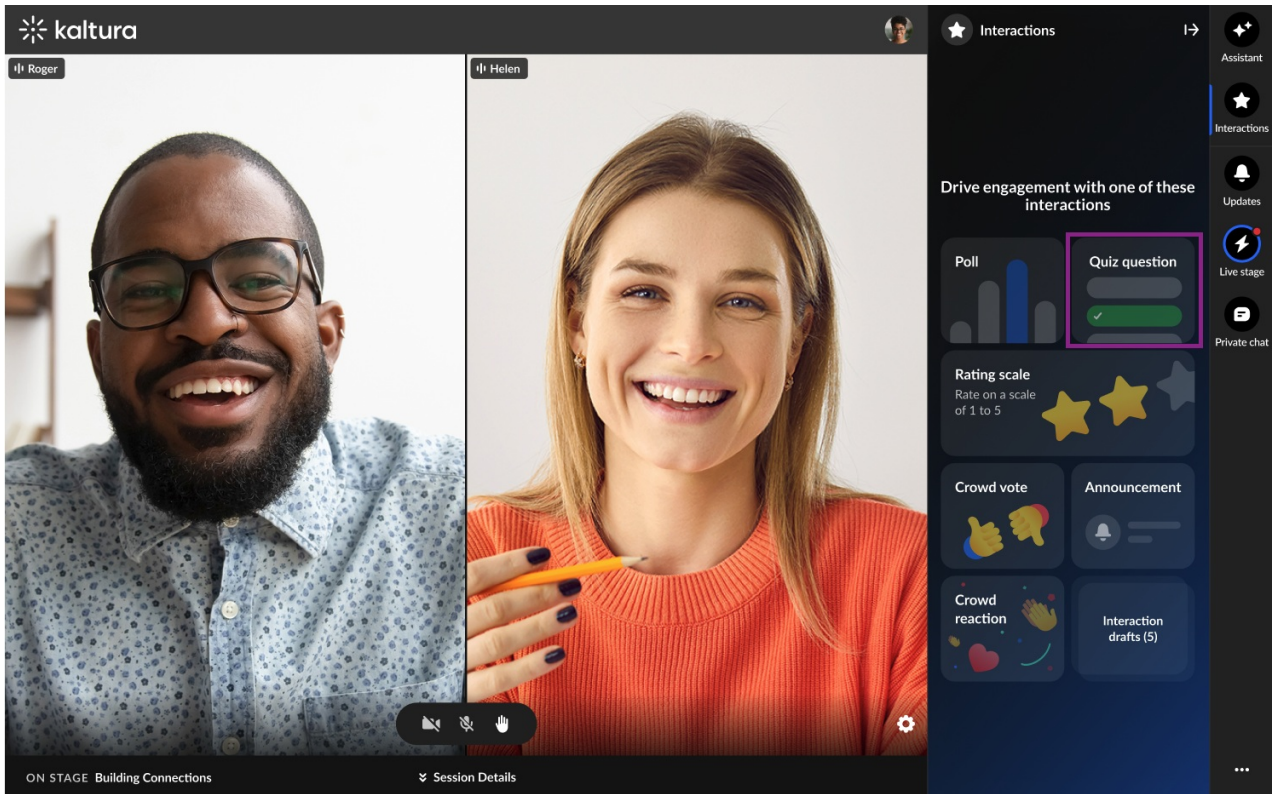 kaltura
Roger
Helen
Interactions
Drive engagement with one of these
interactions
Poll
Quiz question
Rating scale
Rate on a scale
of 1 to 5
Crowd vote
Announcement
Crowd
reaction
Interaction
drafts (5)
Assistant
Interactions
Updates
Live stage
Private chat
ON STAGE Building Connections
Session Details